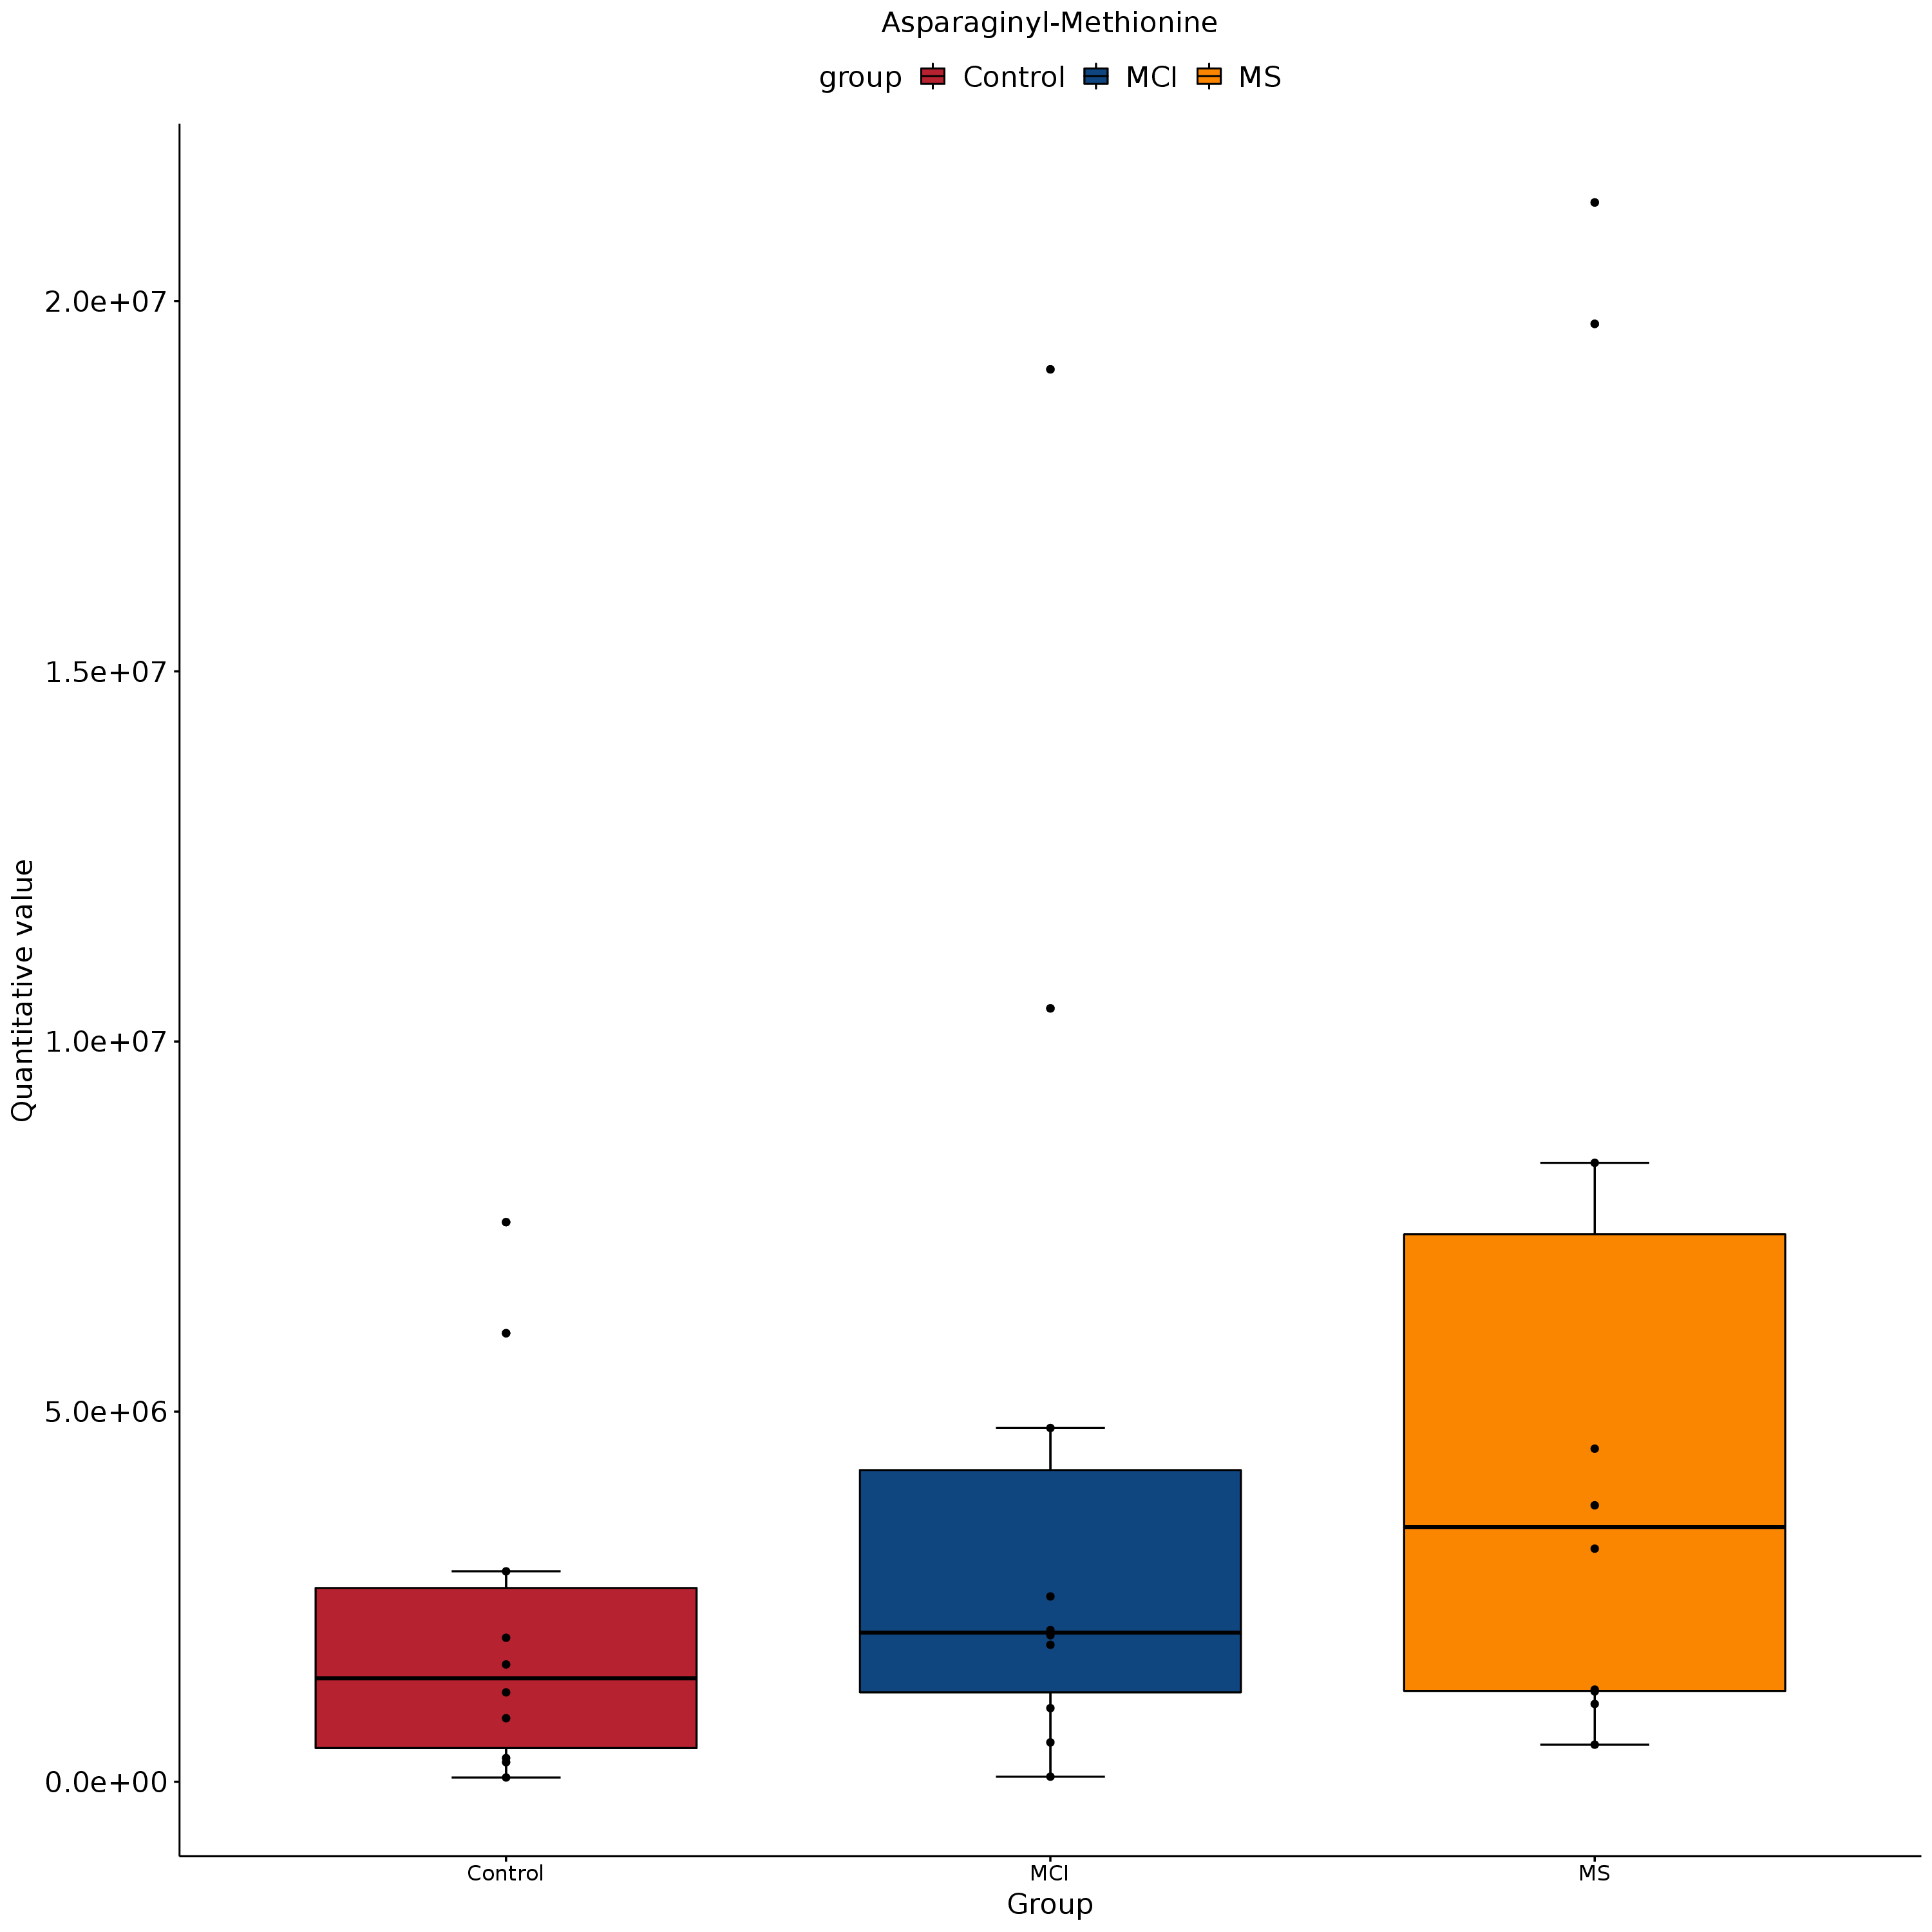 Asparaginyl-Methionine
group Control MCI MS
Quantitative value
2.0e+07
1.5e+07
1.0e+07
5.0e+06
0.0e+00
Control MCI MS
Group